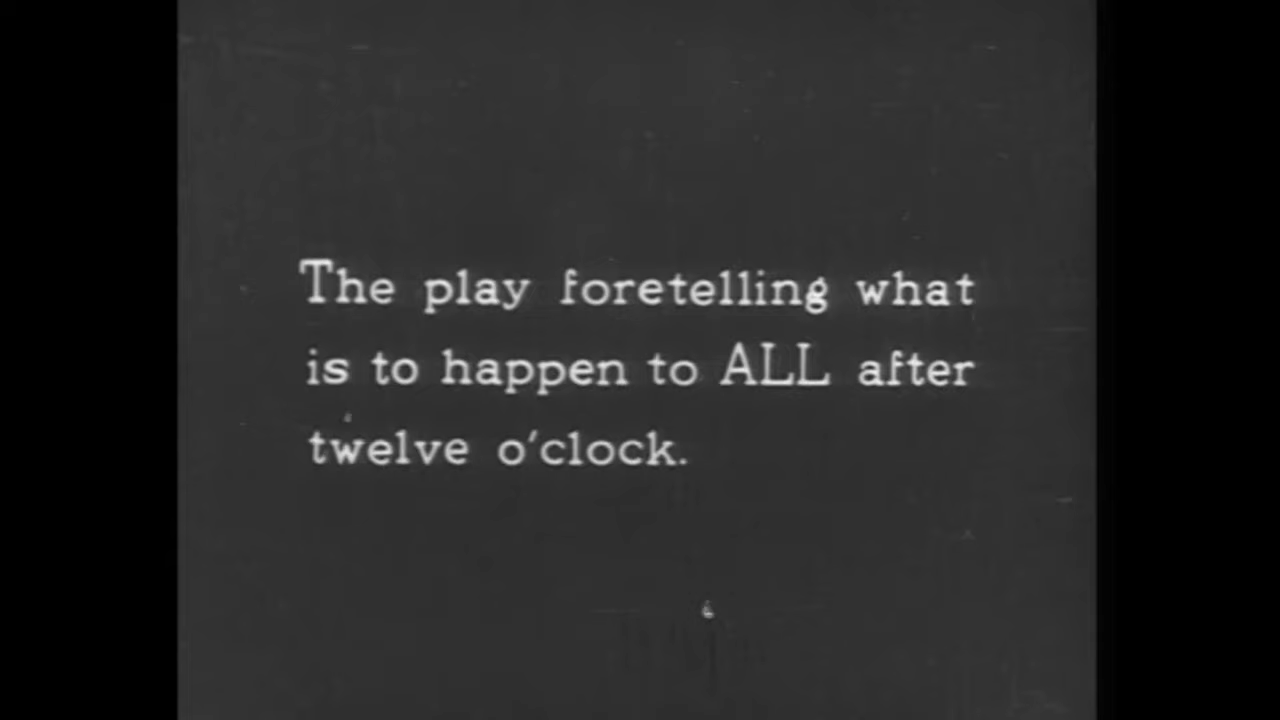 The play foretelling what
is to happen to ALL after
twelve o'clock.